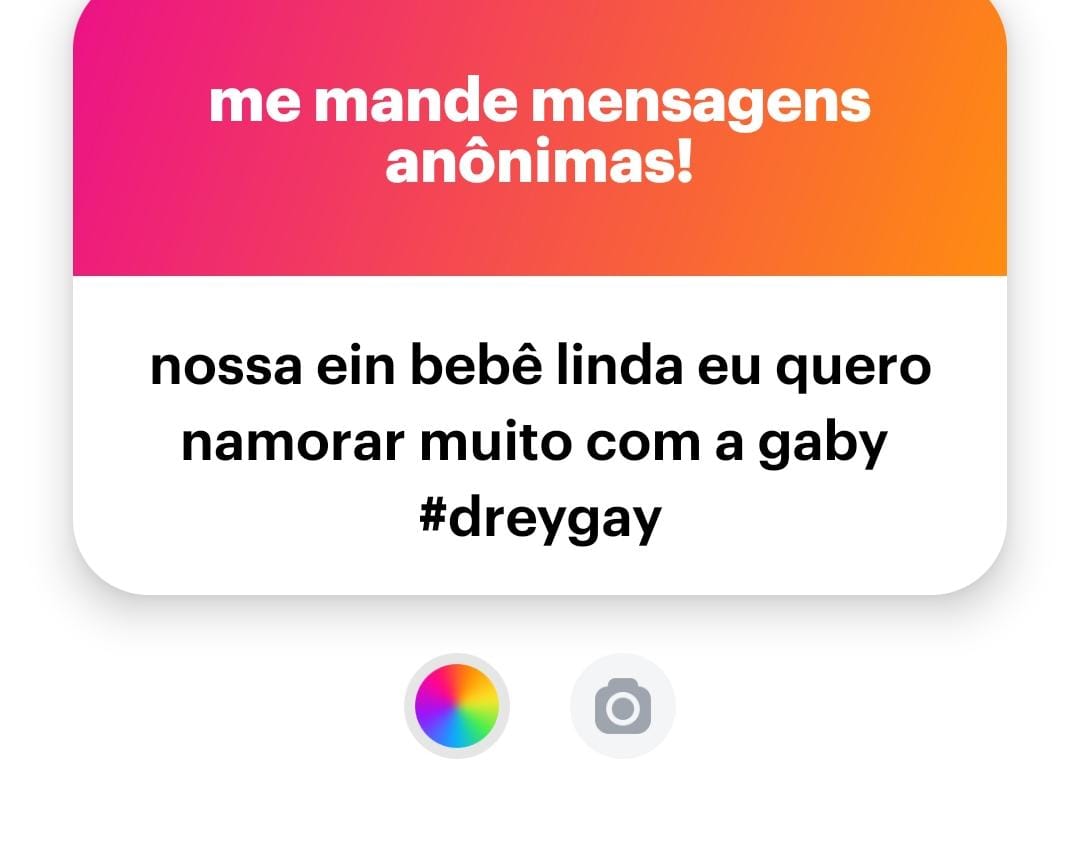 me mande mensagens
anônimas!
nossa ein bebê linda eu quero
namorar muito com a gaby
#dreygay